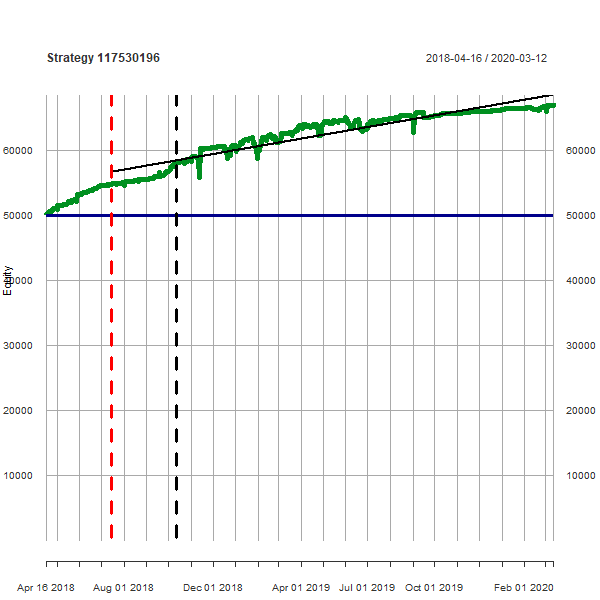 Strategy 117530196 2018-04-16 / 2020-03-12
60000 60000
50000 50000
Equity
40000 40000
30000 30000
20000 20000
10000 10000
Apr 16 2018 Aug 01 2018 Dec 01 2018 Apr 01 2019 Jul 01 2019 Oct 01 2019 Feb 01 2020